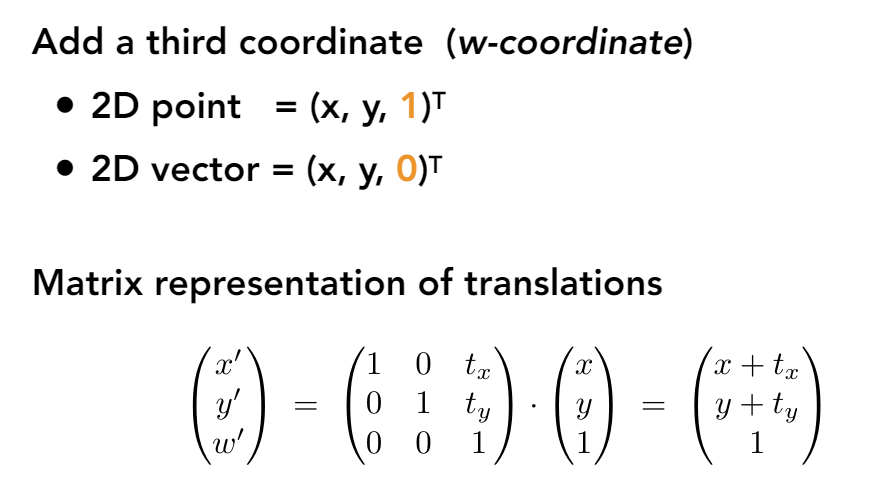 Add a third coordinate (w-coordinate)
• 2D point = (x, y, 1)ᵀ
• 2D vector = (x, y, 0)ᵀ
Matrix representation of translations
\begin{pmatrix} x' \\ y' \\ w' \end{pmatrix} = \begin{pmatrix} 1 & 0 & t_x \\ 0 & 1 & t_y \\ 0 & 0 & 1 \end{pmatrix} \cdot \begin{pmatrix} x \\ y \\ 1 \end{pmatrix} = \begin{pmatrix} x + t_x \\ y + t_y \\ 1 \end{pmatrix}